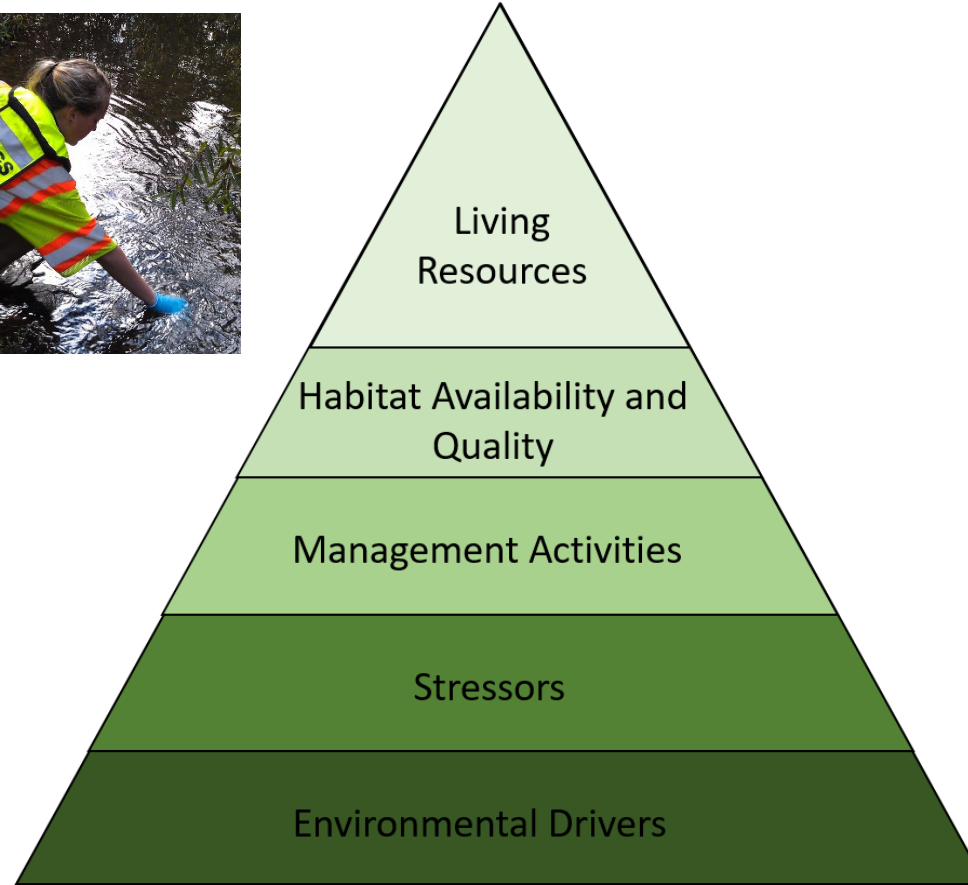 Living
Resources
Habitat Availability and
Quality
Management Activities
Stressors
Environmental Drivers